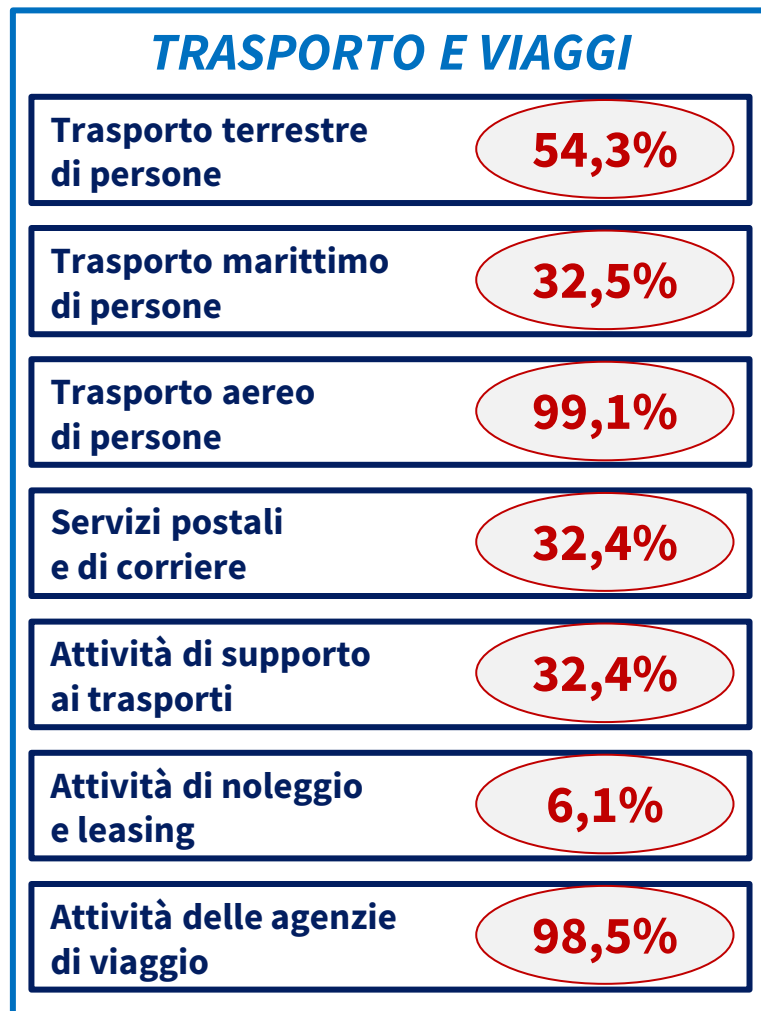 TRASPORTO E VIAGGI
Trasporto terrestre
di persone
54,3%
Trasporto marittimo
di persone
32,5%
Trasporto aereo
di persone
99,1%
Servizi postali
e di corriere
32,4%
Attività di supporto
ai trasporti
32,4%
Attività di noleggio
e leasing
6,1%
Attività delle agenzie
di viaggio
98,5%